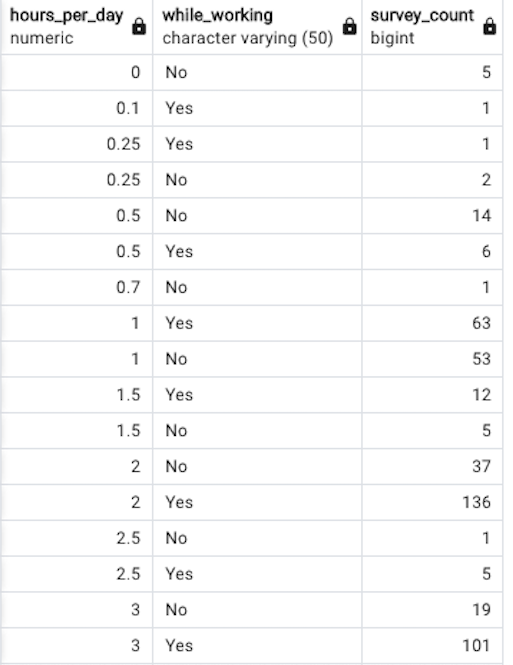 hours_per_day while_working survey_count
numeric character varying (50) bigint
0 No 5
0.1 Yes 1
0.25 Yes 1
0.25 No 2
0.5 No 14
0.5 Yes 6
0.7 No 1
1 Yes 63
1 No 53
1.5 Yes 12
1.5 No 5
2 No 37
2 Yes 136
2.5 No 1
2.5 Yes 5
3 No 19
3 Yes 101